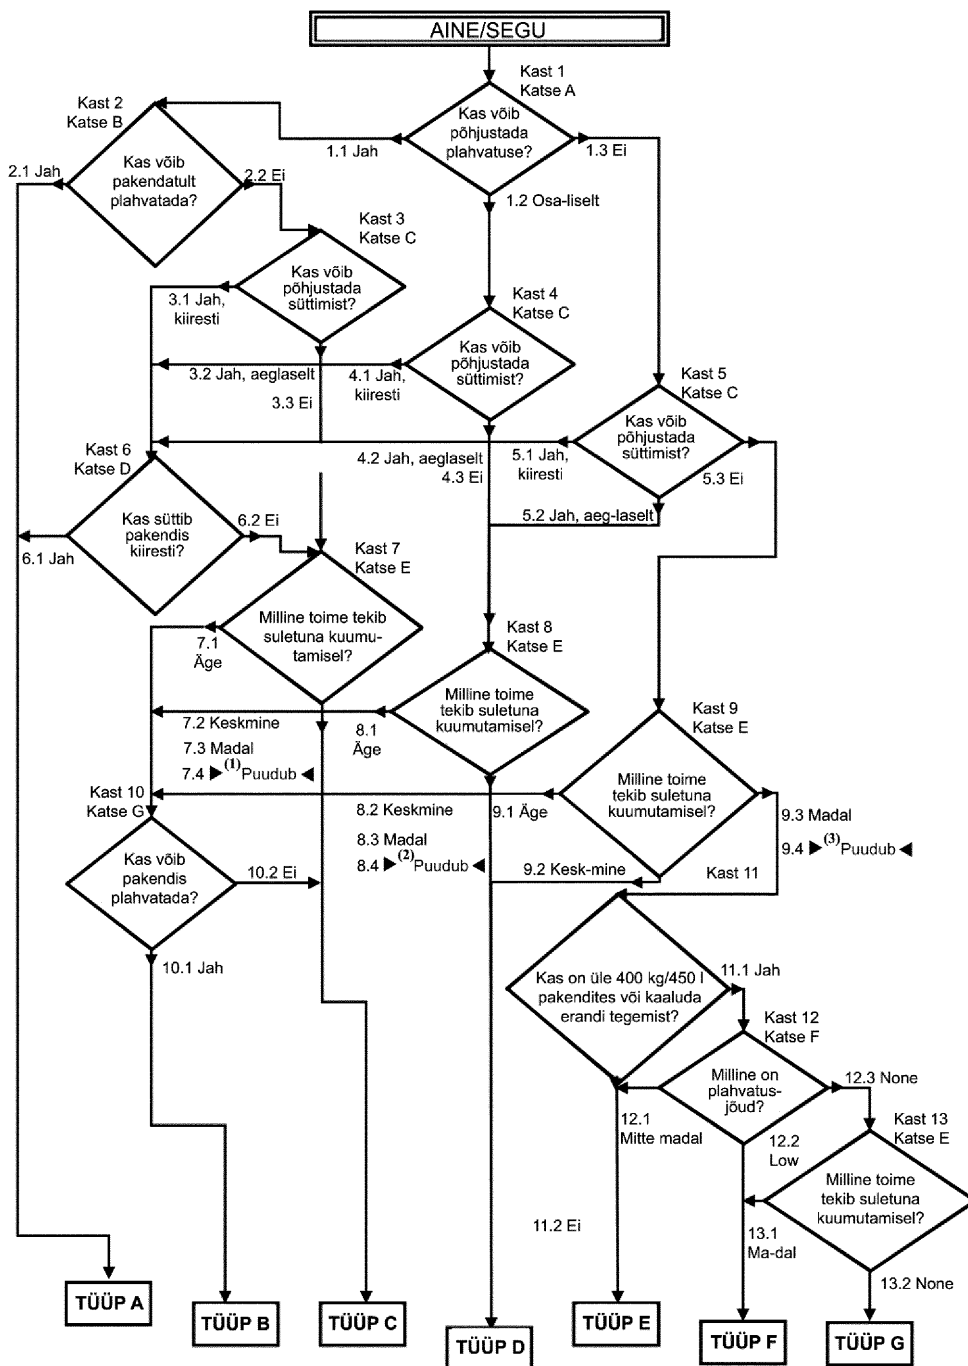 AINE/SEGU
Kast 1
Katse A
Kas võib
põhjustada
plahvatuse?
1.1 Jah
1.3 Ei
1.2 Osa-liselt
Kast 2
Katse B
Kas võib
pakendatult
plahvatada?
2.1 Jah
2.2 Ei
Kast 3
Katse C
Kas võib
põhjustada
süttimist?
3.1 Jah,
kiiresti
3.2 Jah, aeglaselt
3.3 Ei
Kast 4
Katse C
Kas võib
põhjustada
süttimist?
4.1 Jah,
kiiresti
4.2 Jah, aeglaselt
4.3 Ei
Kast 5
Katse C
Kas võib
põhjustada
süttimist?
5.1 Jah,
kiiresti
5.3 Ei
5.2 Jah, aeg-laselt
Kast 6
Katse D
Kas süttib
pakendis
kiiresti?
6.1 Jah
6.2 Ei
Kast 7
Katse E
Milline toime tekib
suletuna kuumu-
tamisel?
7.1
Äge
7.2 Keskmine
7.3 Madal
7.4 ►(1)Puudub ◄
Kast 8
Katse E
Milline toime
tekib suletuna
kuumutamisel?
8.1
Äge
8.2 Keskmine
8.3 Madal
8.4 ►(2)Puudub ◄
Kast 9
Katse E
Milline toime
tekib suletuna
kuumutamisel?
9.1 Äge
9.2 Kesk-mine
9.3 Madal
9.4 ►(3)Puudub ◄
Kast 10
Katse G
Kas võib
pakendis
plahvatada?
10.2 Ei
10.1 Jah
Kast 11
Kas on üle 400 kg/450 l
pakendites või kaaluda
erandi tegemist?
11.1 Jah
11.2 Ei
Kast 12
Katse F
Milline on
plahvatus-
jõud?
12.1
Mitte madal
12.2
Low
12.3 None
Kast 13
Katse E
Milline toime
tekib suletuna
kuumutamisel?
13.1
Ma-dal
13.2 None
TÜÜP A
TÜÜP B
TÜÜP C
TÜÜP D
TÜÜP E
TÜÜP F
TÜÜP G